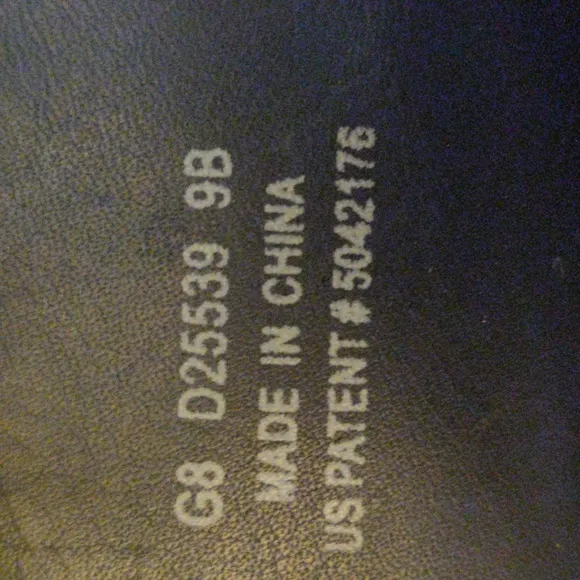 G8 D25539 9B
MADE IN CHINA
US PATENT # 5042176